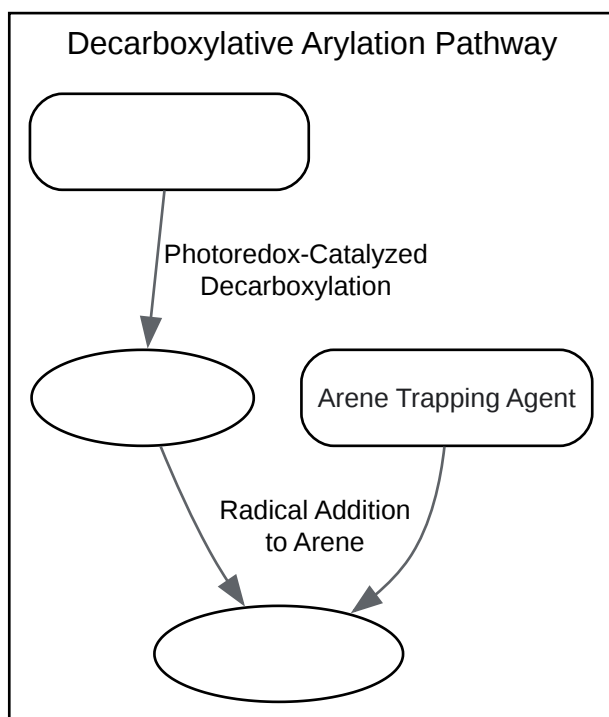 Decarboxylative Arylation Pathway
Photoredox-Catalyzed
Decarboxylation
Arene Trapping Agent
Radical Addition
to Arene